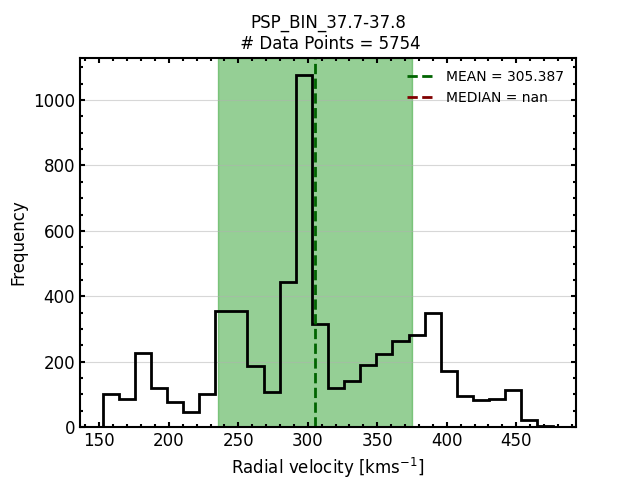 PSP_BIN_37.7-37.8
# Data Points = 5754
MEAN = 305.387
MEDIAN = nan
Frequency
1000
800
600
400
200
0
150 200 250 300 350 400 450
Radial velocity [kms⁻¹]